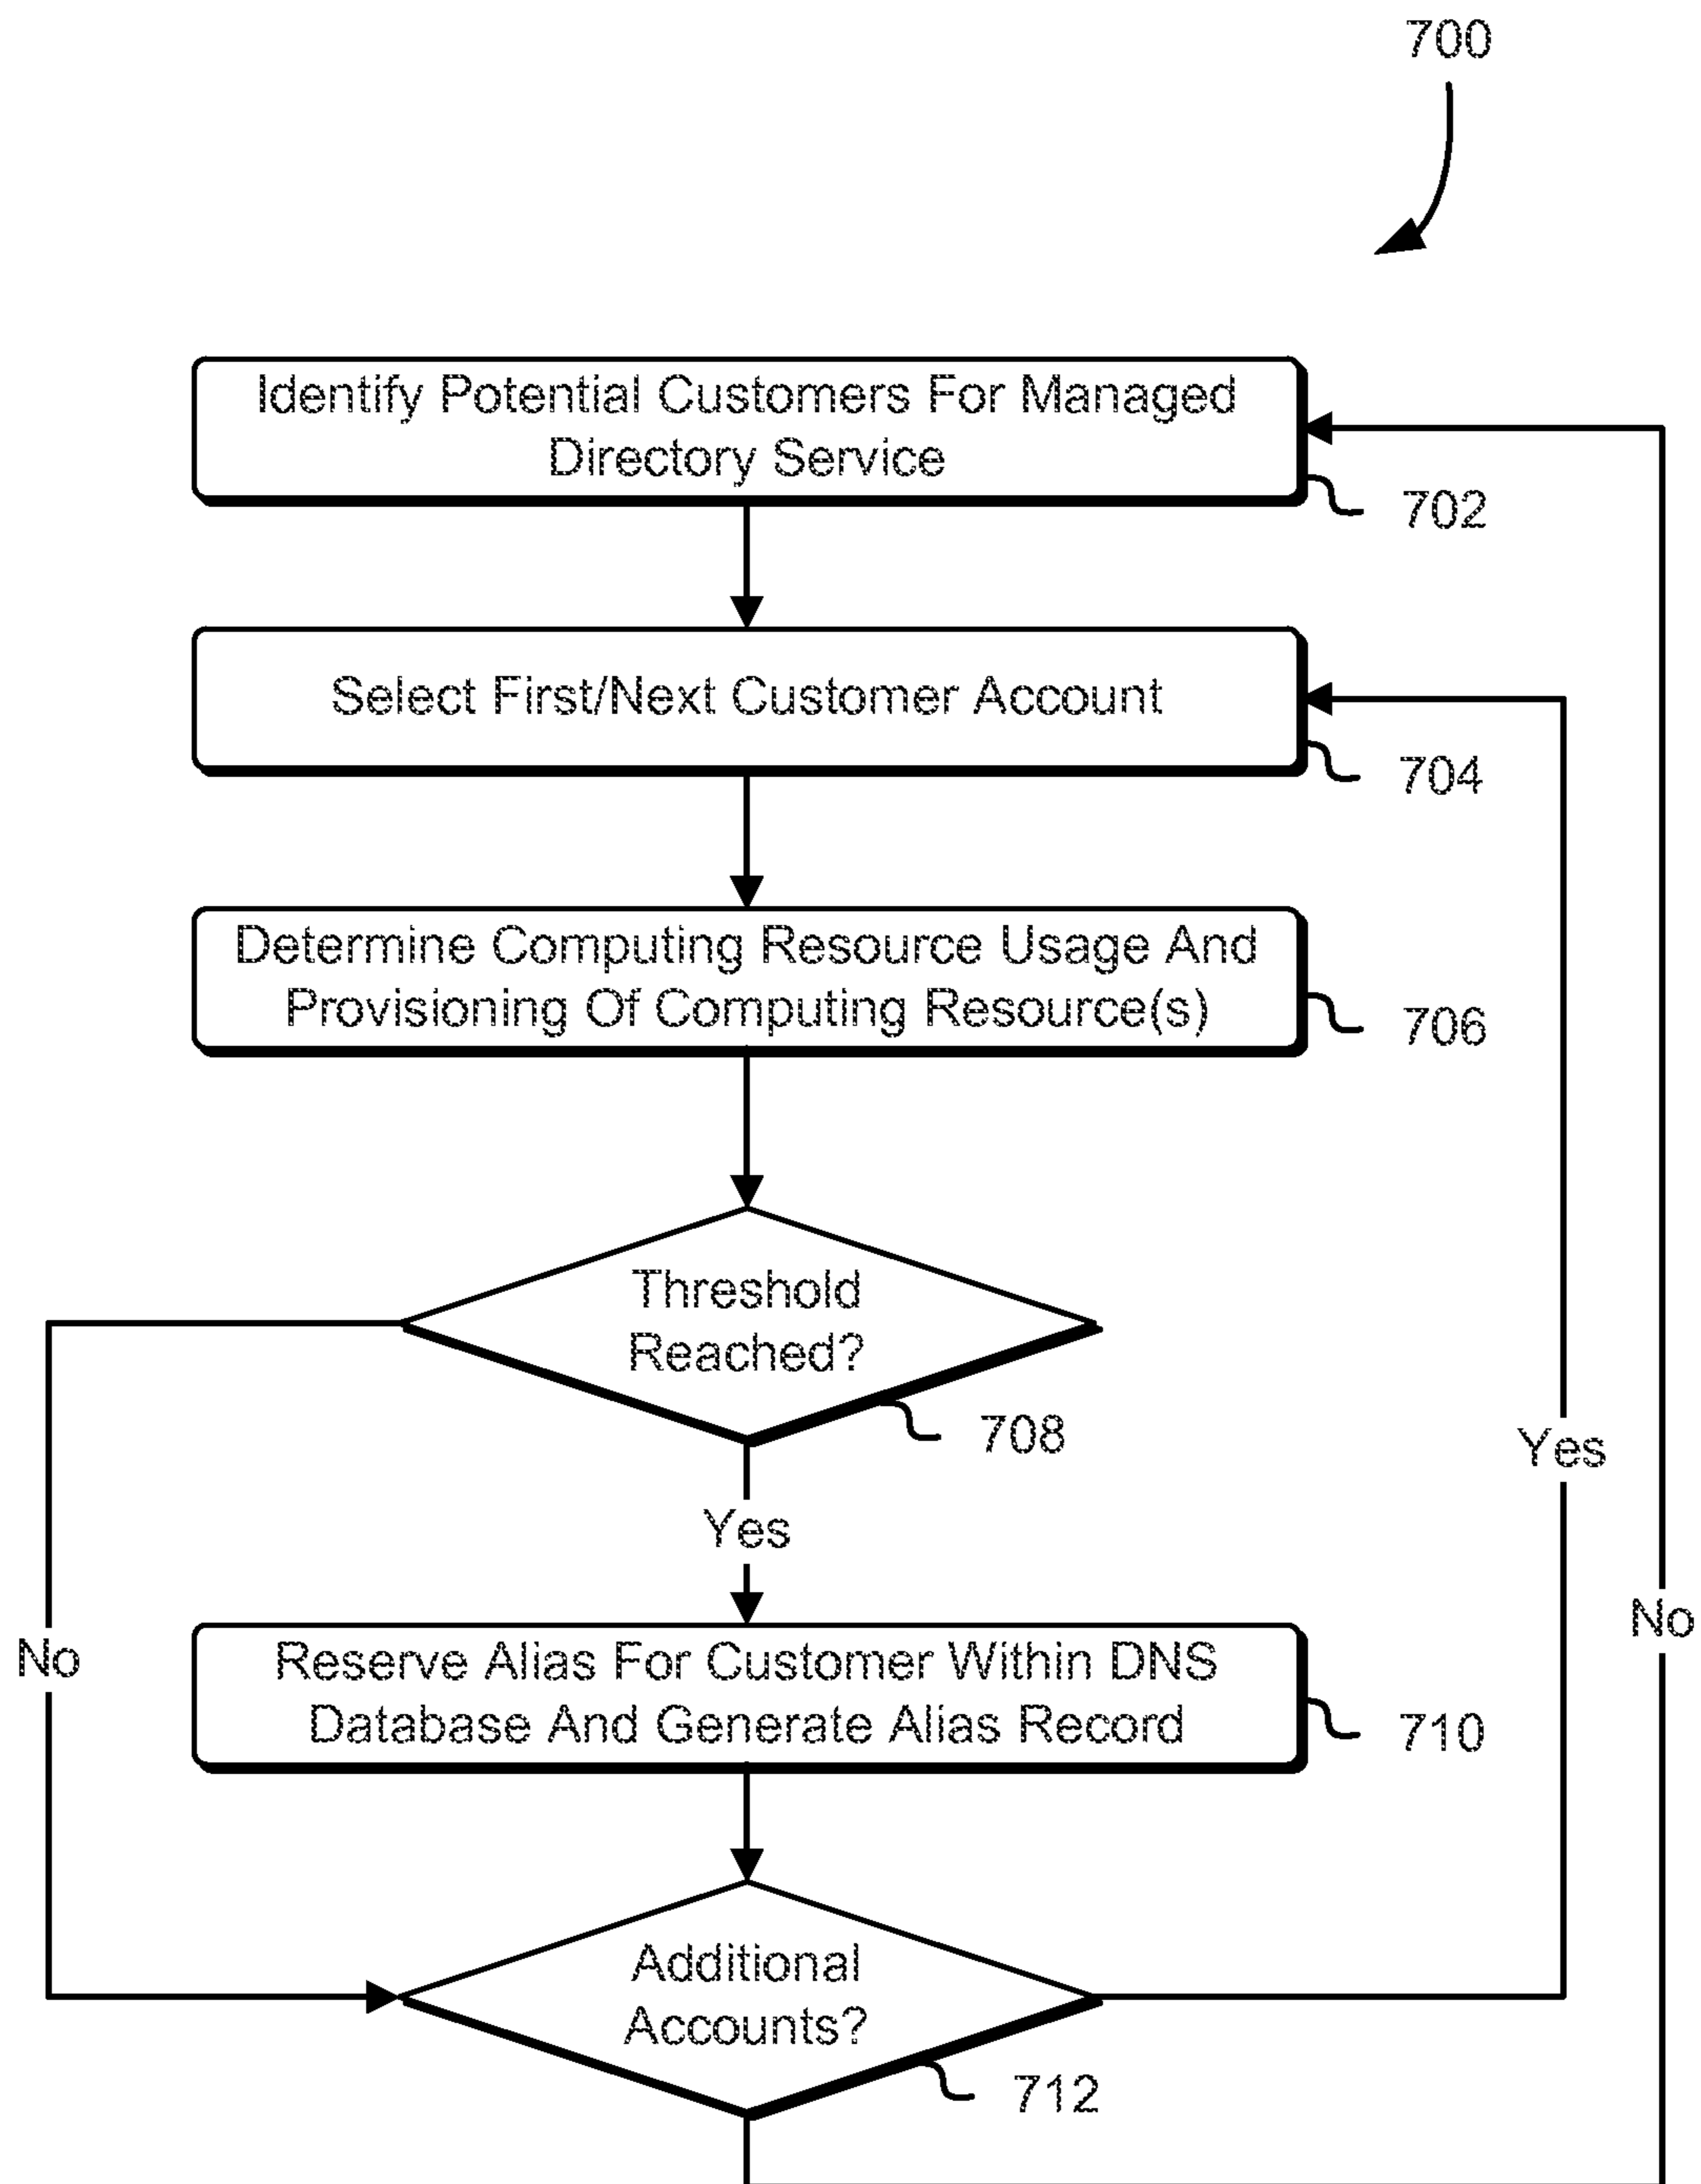 700
Identify Potential Customers For Managed
Directory Service
702
Select First/Next Customer Account
704
Determine Computing Resource Usage And
Provisioning Of Computing Resource(s)
706
Threshold
Reached?
708
Yes
Yes
No
No
Reserve Alias For Customer Within DNS
Database And Generate Alias Record
710
Additional
Accounts?
712